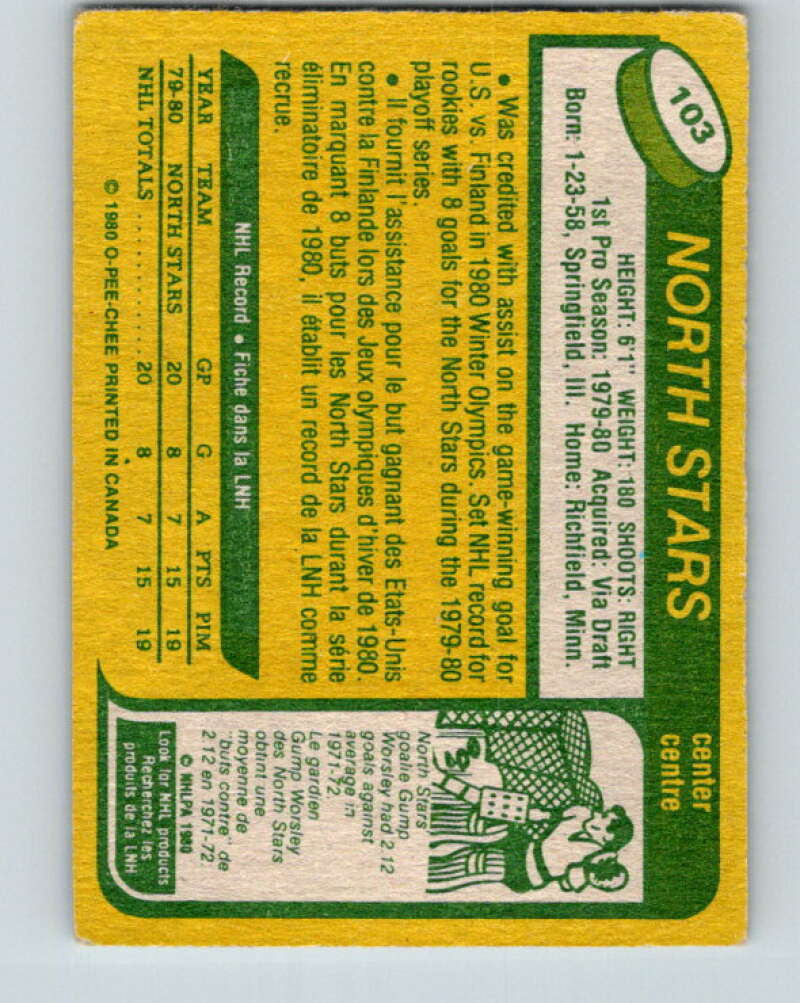 103
NORTH STARS
center
centre
HEIGHT: 6'1" WEIGHT: 180 SHOOTS: RIGHT
1st Pro Season: 1979-80 Acquired: Via Draft
Born: 1-23-58, Springfield, Ill. Home: Richfield, Minn.
• Was credited with assist on the game-winning goal for
U.S. vs. Finland in 1980 Winter Olympics. Set NHL record for
rookies with 8 goals for the North Stars during the 1979-80
playoff series.
• Il fournit l'assistance pour le but gagnant des Etats-Unis
contre la Finlande lors des Jeux olympiques d'hiver de 1980.
En marquant 8 buts pour les North Stars durant la série
éliminatoire de 1980, il établit un record de la LNH comme
recrue.
NHL Record • Fiche dans la LNH
YEAR TEAM GP G A PTS PIM
79-80 NORTH STARS 20 8 7 15 19
NHL TOTALS .......... 20 8 7 15 19
© 1980 O-PEE-CHEE PRINTED IN CANADA
North Stars
goalie Gump
Worsley had 2.12
goals against
average in
1971-72.
Le gardien
Gump Worsley
des North Stars
obtint une
moyenne de
"buts contre" de
2.12 en 1971-72.
© NHLPA 1980
Look for NHL products
Recherchez les
produits de la LNH